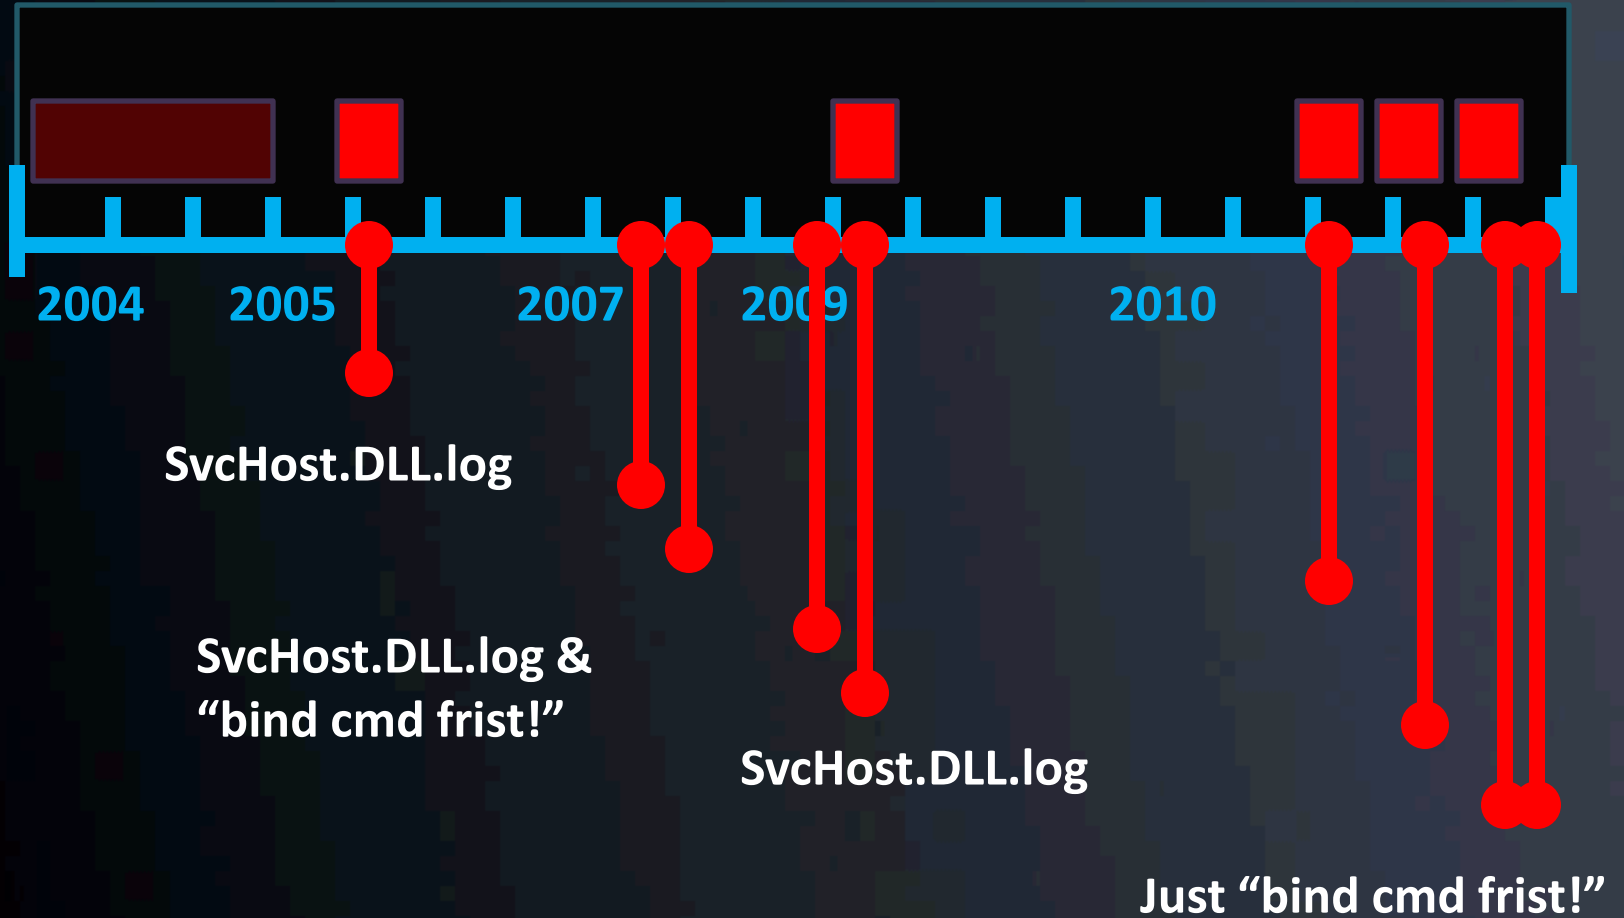 2004 2005 2007 2009 2010
SvcHost.DLL.log
SvcHost.DLL.log &
“bind cmd frist!”
SvcHost.DLL.log
Just “bind cmd frist!”